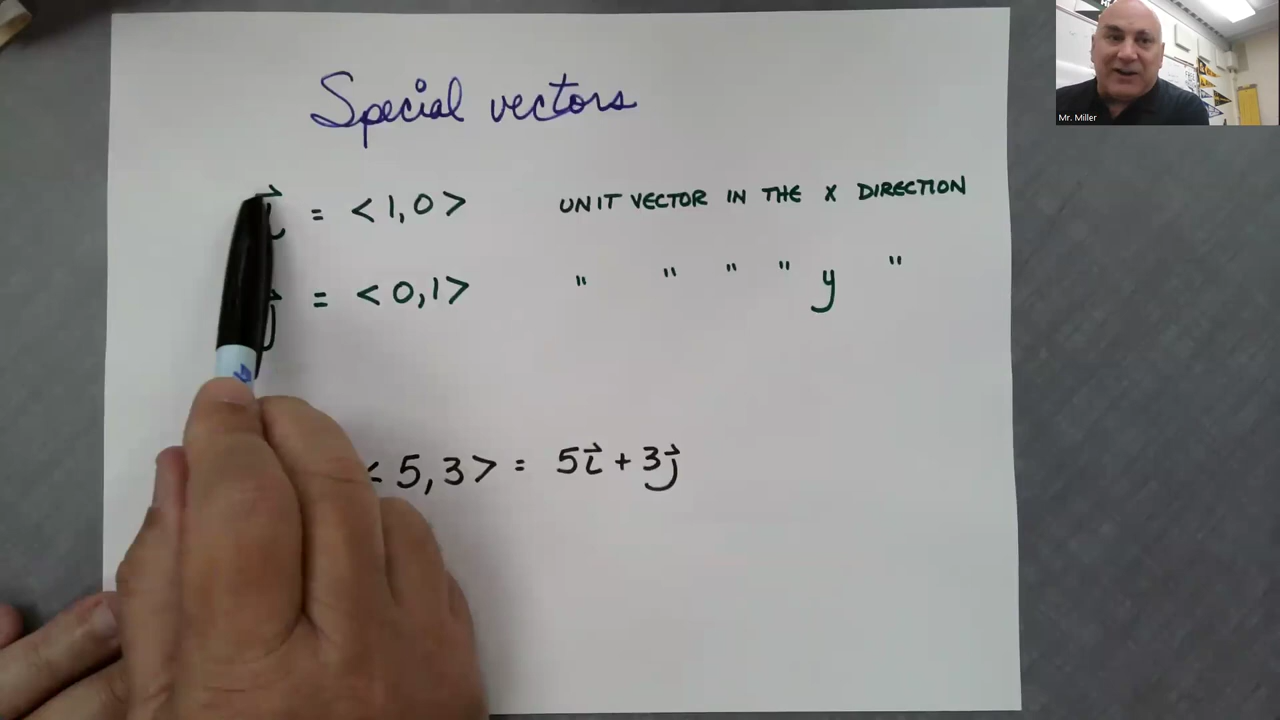 Special vectors
i⃗ = <1,0> UNIT VECTOR IN THE X DIRECTION
j⃗ = <0,1> " " " " y "
< 5,3> = 5i⃗ + 3j⃗
Mr. Miller